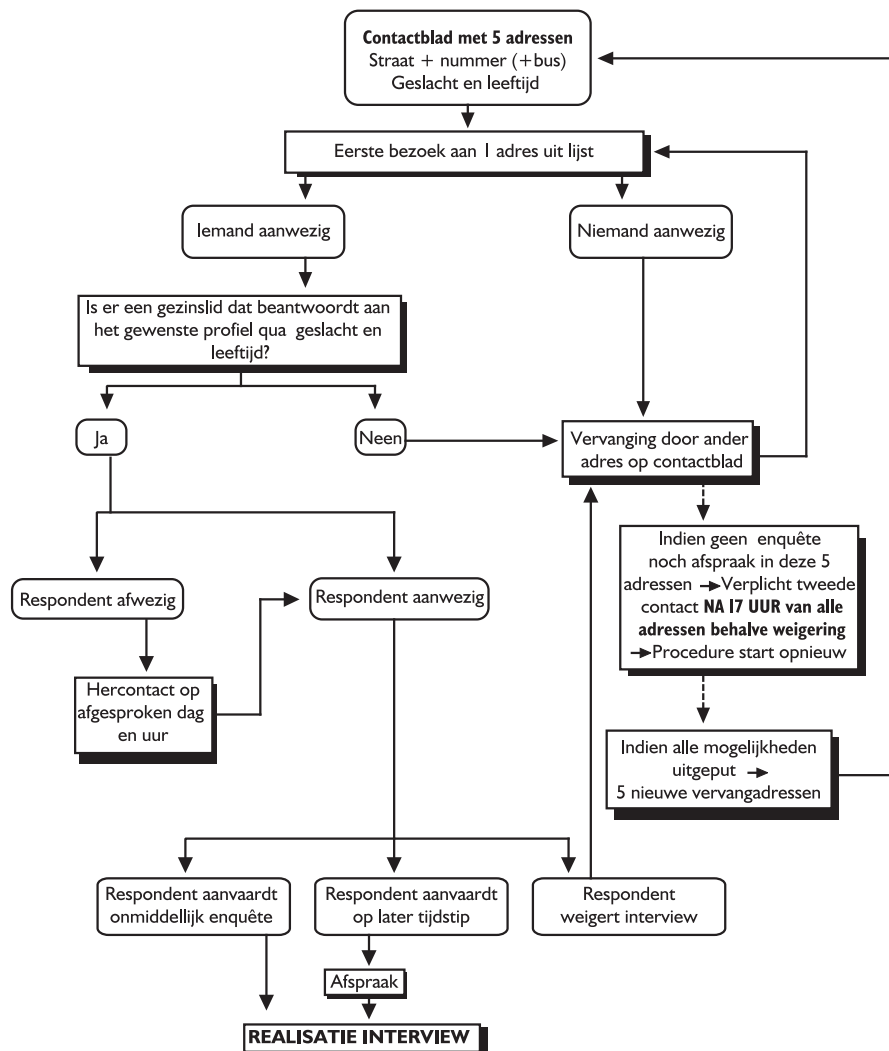 Contactblad met 5 adressen
Straat + nummer (+bus)
Geslacht en leeftijd
Eerste bezoek aan 1 adres uit lijst
Iemand aanwezig
Niemand aanwezig
Is er een gezinslid dat beantwoordt aan
het gewenste profiel qua geslacht en
leeftijd?
Ja
Neen
Vervanging door ander
adres op contactblad
Indien geen enquête
noch afspraak in deze 5
adressen → Verplicht tweede
contact NA 17 UUR van alle
adressen behalve weigering
→ Procedure start opnieuw
Respondent afwezig
Respondent aanwezig
Hercontact op
afgesproken dag
en uur
Indien alle mogelijkheden
uitgeput →
5 nieuwe vervangadressen
Respondent aanvaardt
onmiddellijk enquête
Respondent aanvaardt
op later tijdstip
Respondent
weigert interview
Afspraak
REALISATIE INTERVIEW